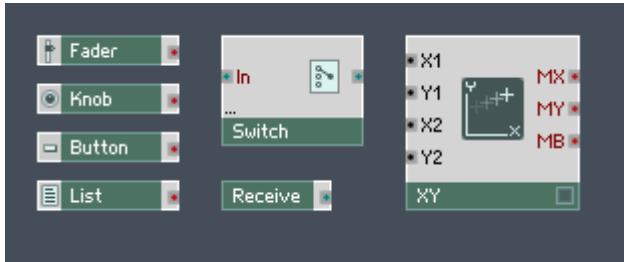 Fader
Knob
Button
List
In
...
Switch
Receive
X1
Y1
X2
Y2
Y
X
MX
MY
MB
XY